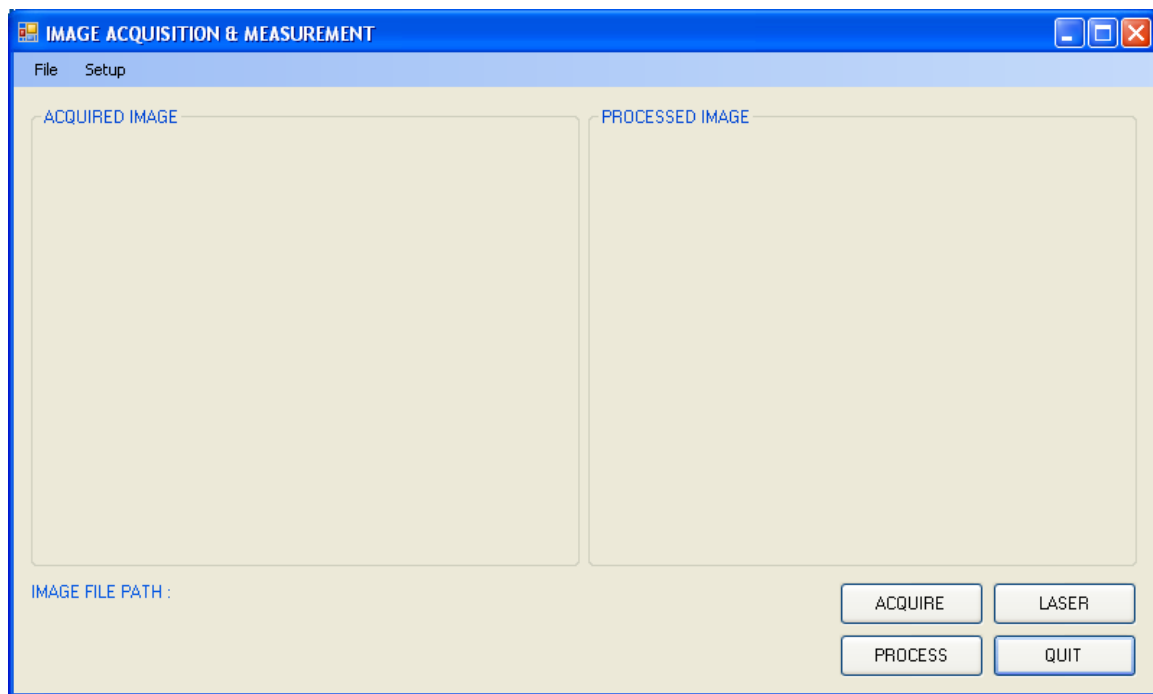 IMAGE ACQUISITION & MEASUREMENT
File Setup
ACQUIRED IMAGE PROCESSED IMAGE
IMAGE FILE PATH :
ACQUIRE LASER
PROCESS QUIT